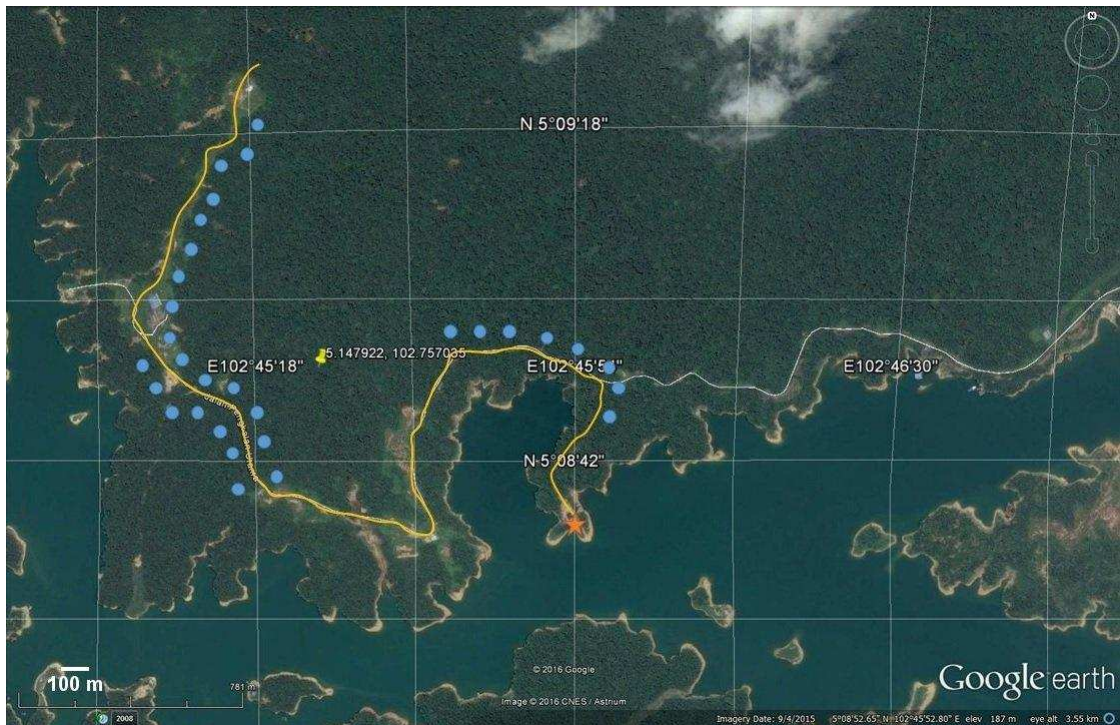 N
N 5°09'18"
5.147922, 102.757035
E102°45'18"
E102°45'54"
E102°46'30"
N 5°08'42"
© 2016 Google
100 m
781 m
Google earth
Image © 2016 CNES / Astrium
2008
Imagery Date: 9/4/2015 5°08'52.65" N 102°45'52.80" E elev 187 m eye alt 3.55 km